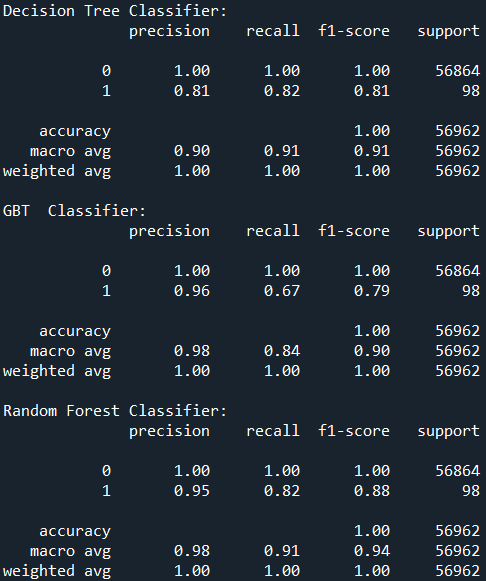 Decision Tree Classifier:
precision recall f1-score support
0 1.00 1.00 1.00 56864
1 0.81 0.82 0.81 98
accuracy 1.00 56962
macro avg 0.90 0.91 0.91 56962
weighted avg 1.00 1.00 1.00 56962
GBT  Classifier:
precision recall f1-score support
0 1.00 1.00 1.00 56864
1 0.96 0.67 0.79 98
accuracy 1.00 56962
macro avg 0.98 0.84 0.90 56962
weighted avg 1.00 1.00 1.00 56962
Random Forest Classifier:
precision recall f1-score support
0 1.00 1.00 1.00 56864
1 0.95 0.82 0.88 98
accuracy 1.00 56962
macro avg 0.98 0.91 0.94 56962
weighted avg 1.00 1.00 1.00 56962